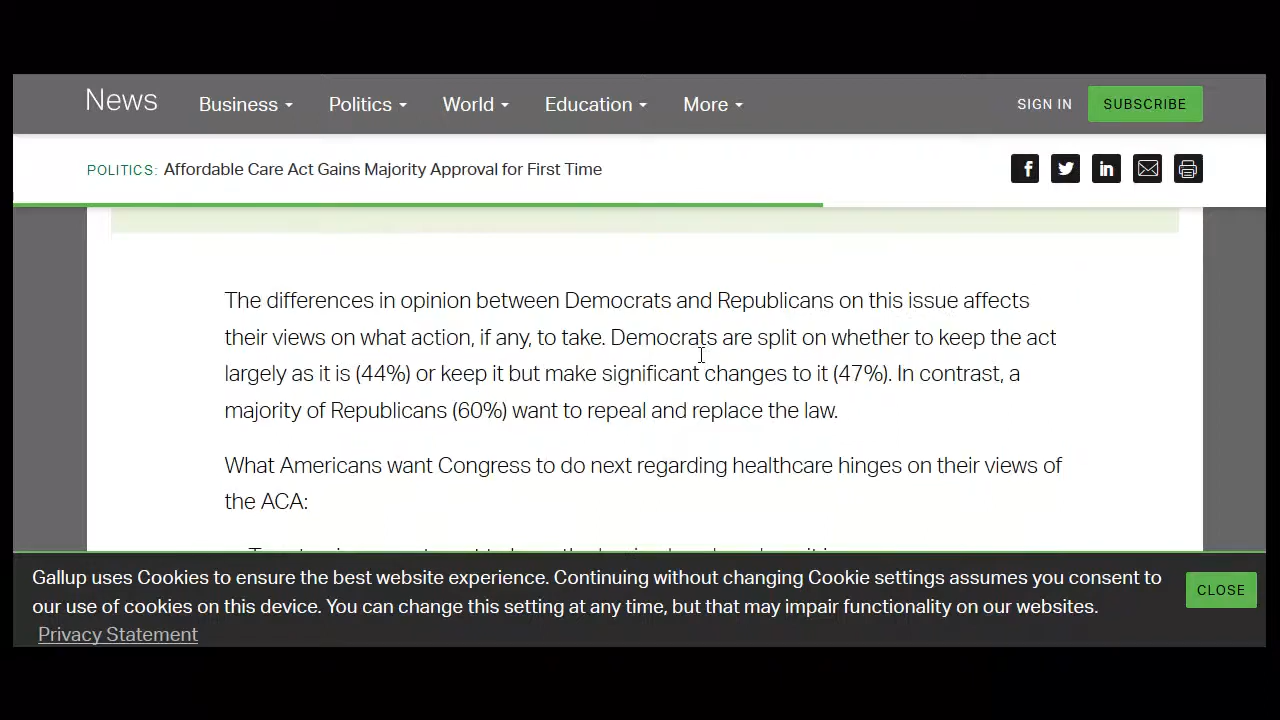 News Business Politics World Education More SIGN IN SUBSCRIBE
POLITICS: Affordable Care Act Gains Majority Approval for First Time
The differences in opinion between Democrats and Republicans on this issue affects
their views on what action, if any, to take. Democrats are split on whether to keep the act
largely as it is (44%) or keep it but make significant changes to it (47%). In contrast, a
majority of Republicans (60%) want to repeal and replace the law.
What Americans want Congress to do next regarding healthcare hinges on their views of
the ACA:
Gallup uses Cookies to ensure the best website experience. Continuing without changing Cookie settings assumes you consent to
our use of cookies on this device. You can change this setting at any time, but that may impair functionality on our websites.
Privacy Statement
CLOSE